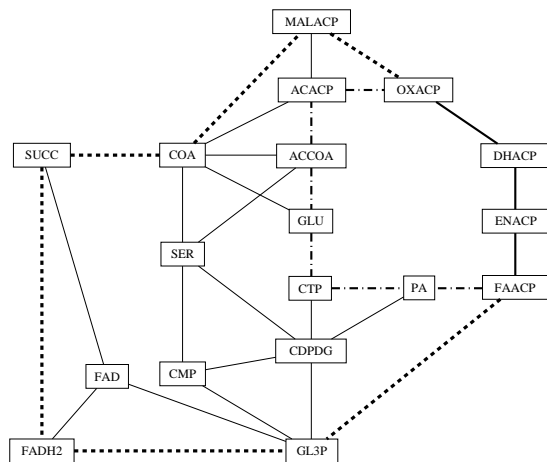 MALACP
ACACP
OXACP
SUCC
COA
ACCOA
DHACP
GLU
ENACP
SER
CTP
PA
FAACP
CDPDG
FAD
CMP
FADH2
GL3P